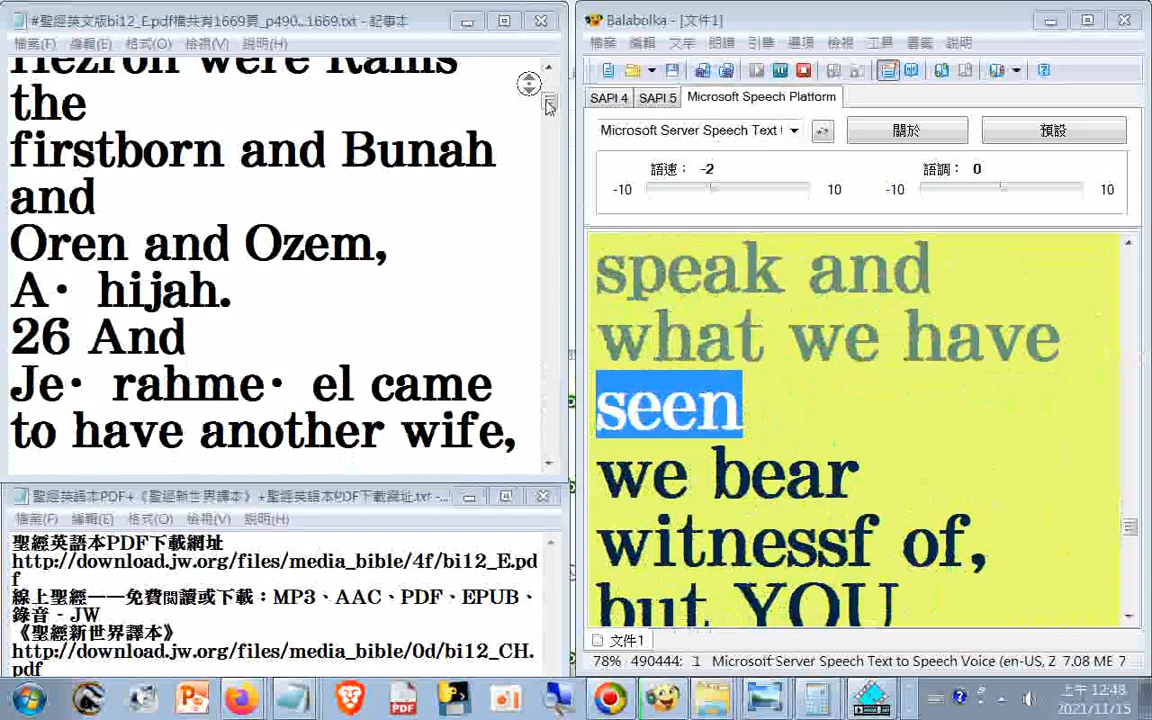 #聖經英文版bi12_E.pdf檔共有1669頁_p490..1669.txt - 記事本
檔案(F) 編輯(E) 格式(O) 檢視(V) 說明(H)
Hezron were Ram's
the
firstborn and Bunah
and
Oren and Ozem,
A· hijah.
26 And
Je· rahme· el came
to have another wife,
聖經英語本PDF+《聖經新世界譯本》+聖經英語本PDF下載網址.txt -...
檔案(F) 編輯(E) 格式(O) 檢視(V) 說明(H)
聖經英語本PDF下載網址
http://download.jw.org/files/media_bible/4f/bi12_E.pd
f
線上聖經——免費閱讀或下載：MP3、AAC、PDF、EPUB、
錄音 - JW
《聖經新世界譯本》
http://download.jw.org/files/media_bible/0d/bi12_CH.
pdf
Balabolka - [文件1]
檔案 編輯 文字 朗讀 引擎 選項 檢視 工具 書籤 說明
SAPI 4 SAPI 5 Microsoft Speech Platform
Microsoft Server Speech Text 關於 預設
語速： -2 語調： 0
-10 10 -10 10
speak and
what we have
seen
we bear
witnessf of,
but YOU
文件1
78% 490444: 1 Microsoft Server Speech Text to Speech Voice (en-US, Z 7.08 ME 7
PDF
上午 12:48
2021/11/15